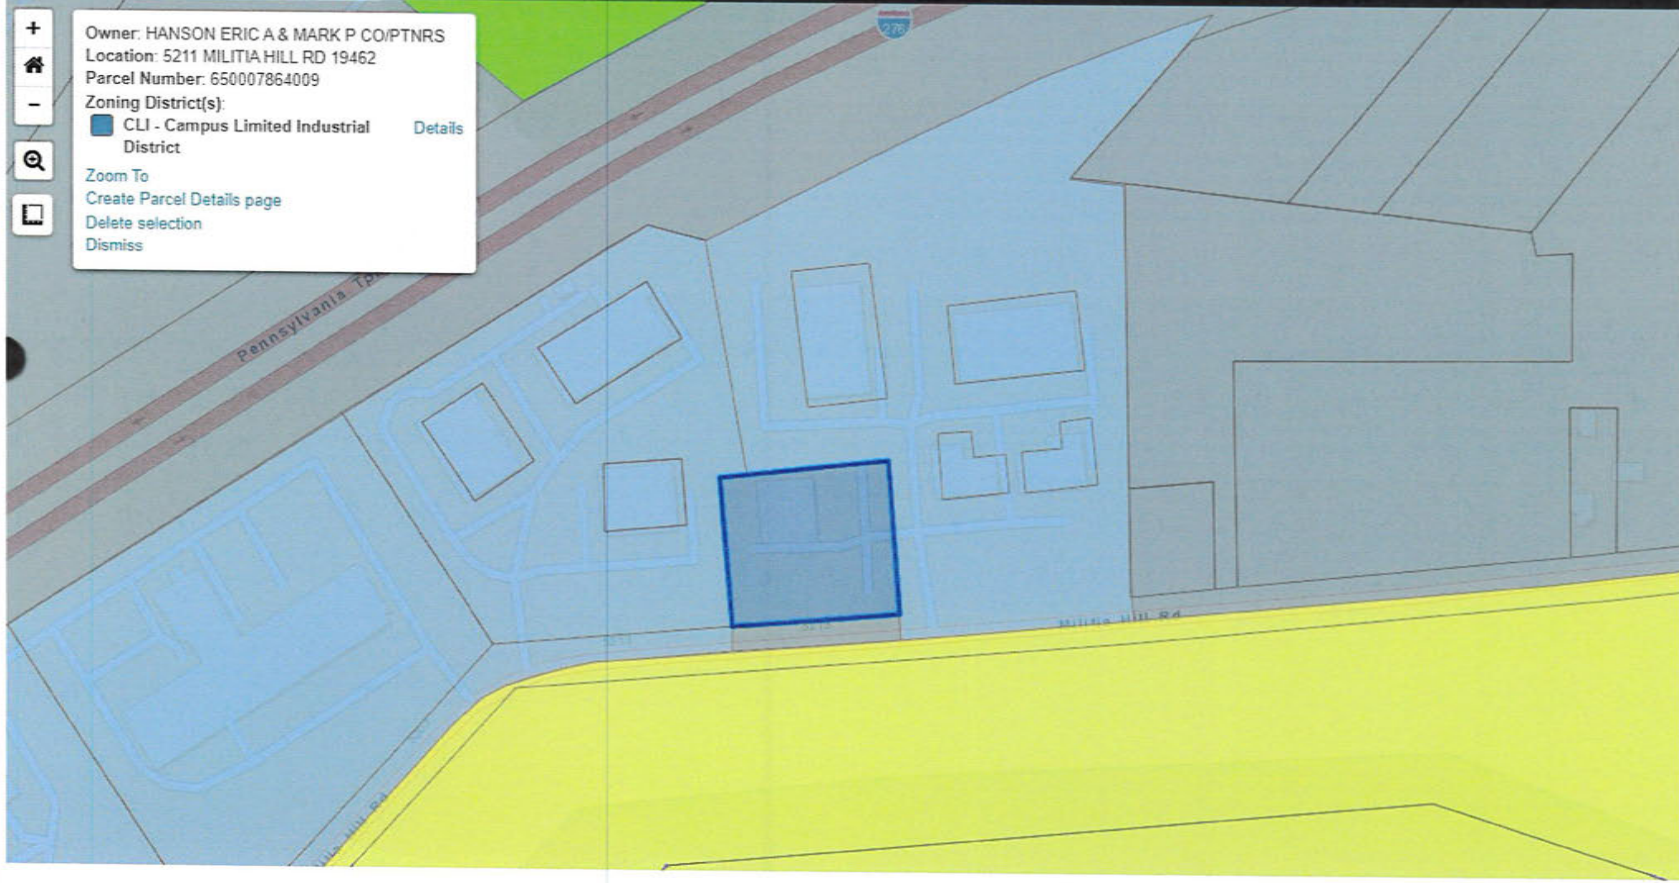 +
−
Owner: HANSON ERIC A & MARK P CO/PTNRS
Location: 5211 MILITIA HILL RD 19462
Parcel Number: 650007864009
Zoning District(s):
CLI - Campus Limited Industrial
District
Details
Zoom To
Create Parcel Details page
Delete selection
Dismiss
276
Pennsylvania Tpk
Militia Hill Rd
Hill Rd